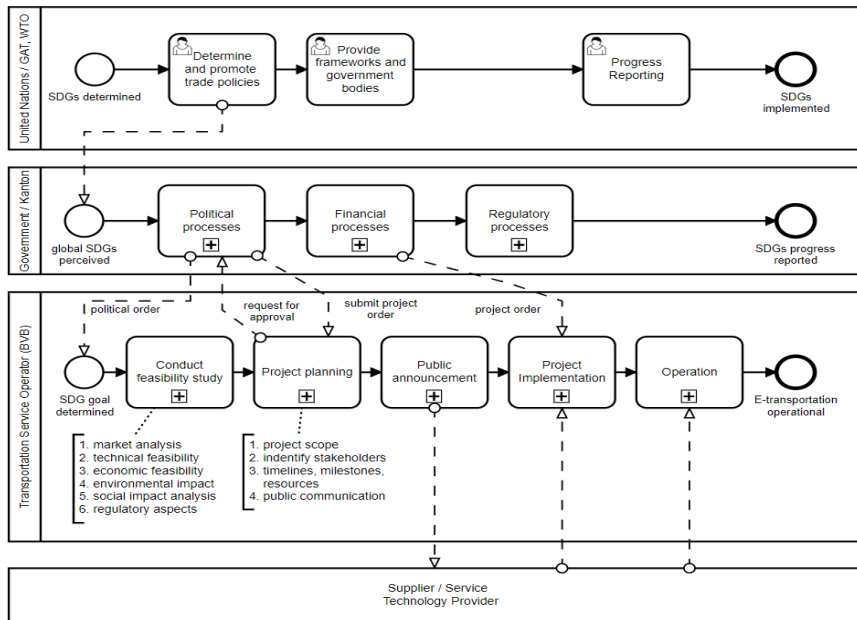 United Nations / GAT, WTO
Determine
and promote
trade policies
Provide
frameworks and
government
bodies
Progress
Reporting
SDGs determined
SDGs
implemented
Government / Kanton
Political
processes
Financial
processes
Regulatory
processes
global SDGs
perceived
SDGs progress
reported
Transportation Service Operator (BVB)
political order
request for
approval
submit project
order
project order
Conduct
feasibility study
Project planning
Public
announcement
Project
Implementation
Operation
SDG goal
determined
E-transportation
operational
1. market analysis
2. technical feasibility
3. economic feasibility
4. environmental impact
5. social impact analysis
6. regulatory aspects
1. project scope
2. indentify stakeholders
3. timelines, milestones,
resources
4. public communication
Supplier / Service
Technology Provider